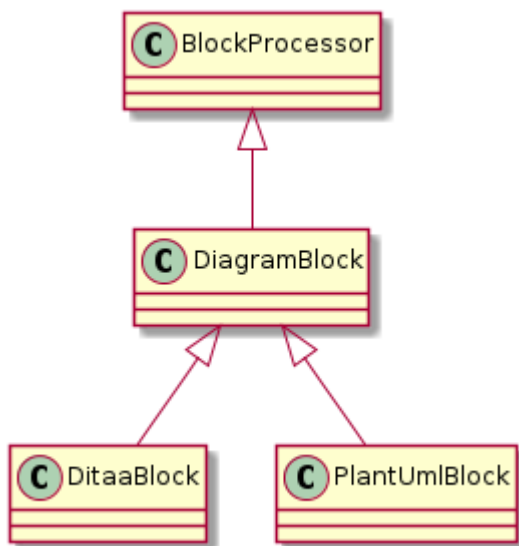 C BlockProcessor
C DiagramBlock
C DitaaBlock
C PlantUmlBlock